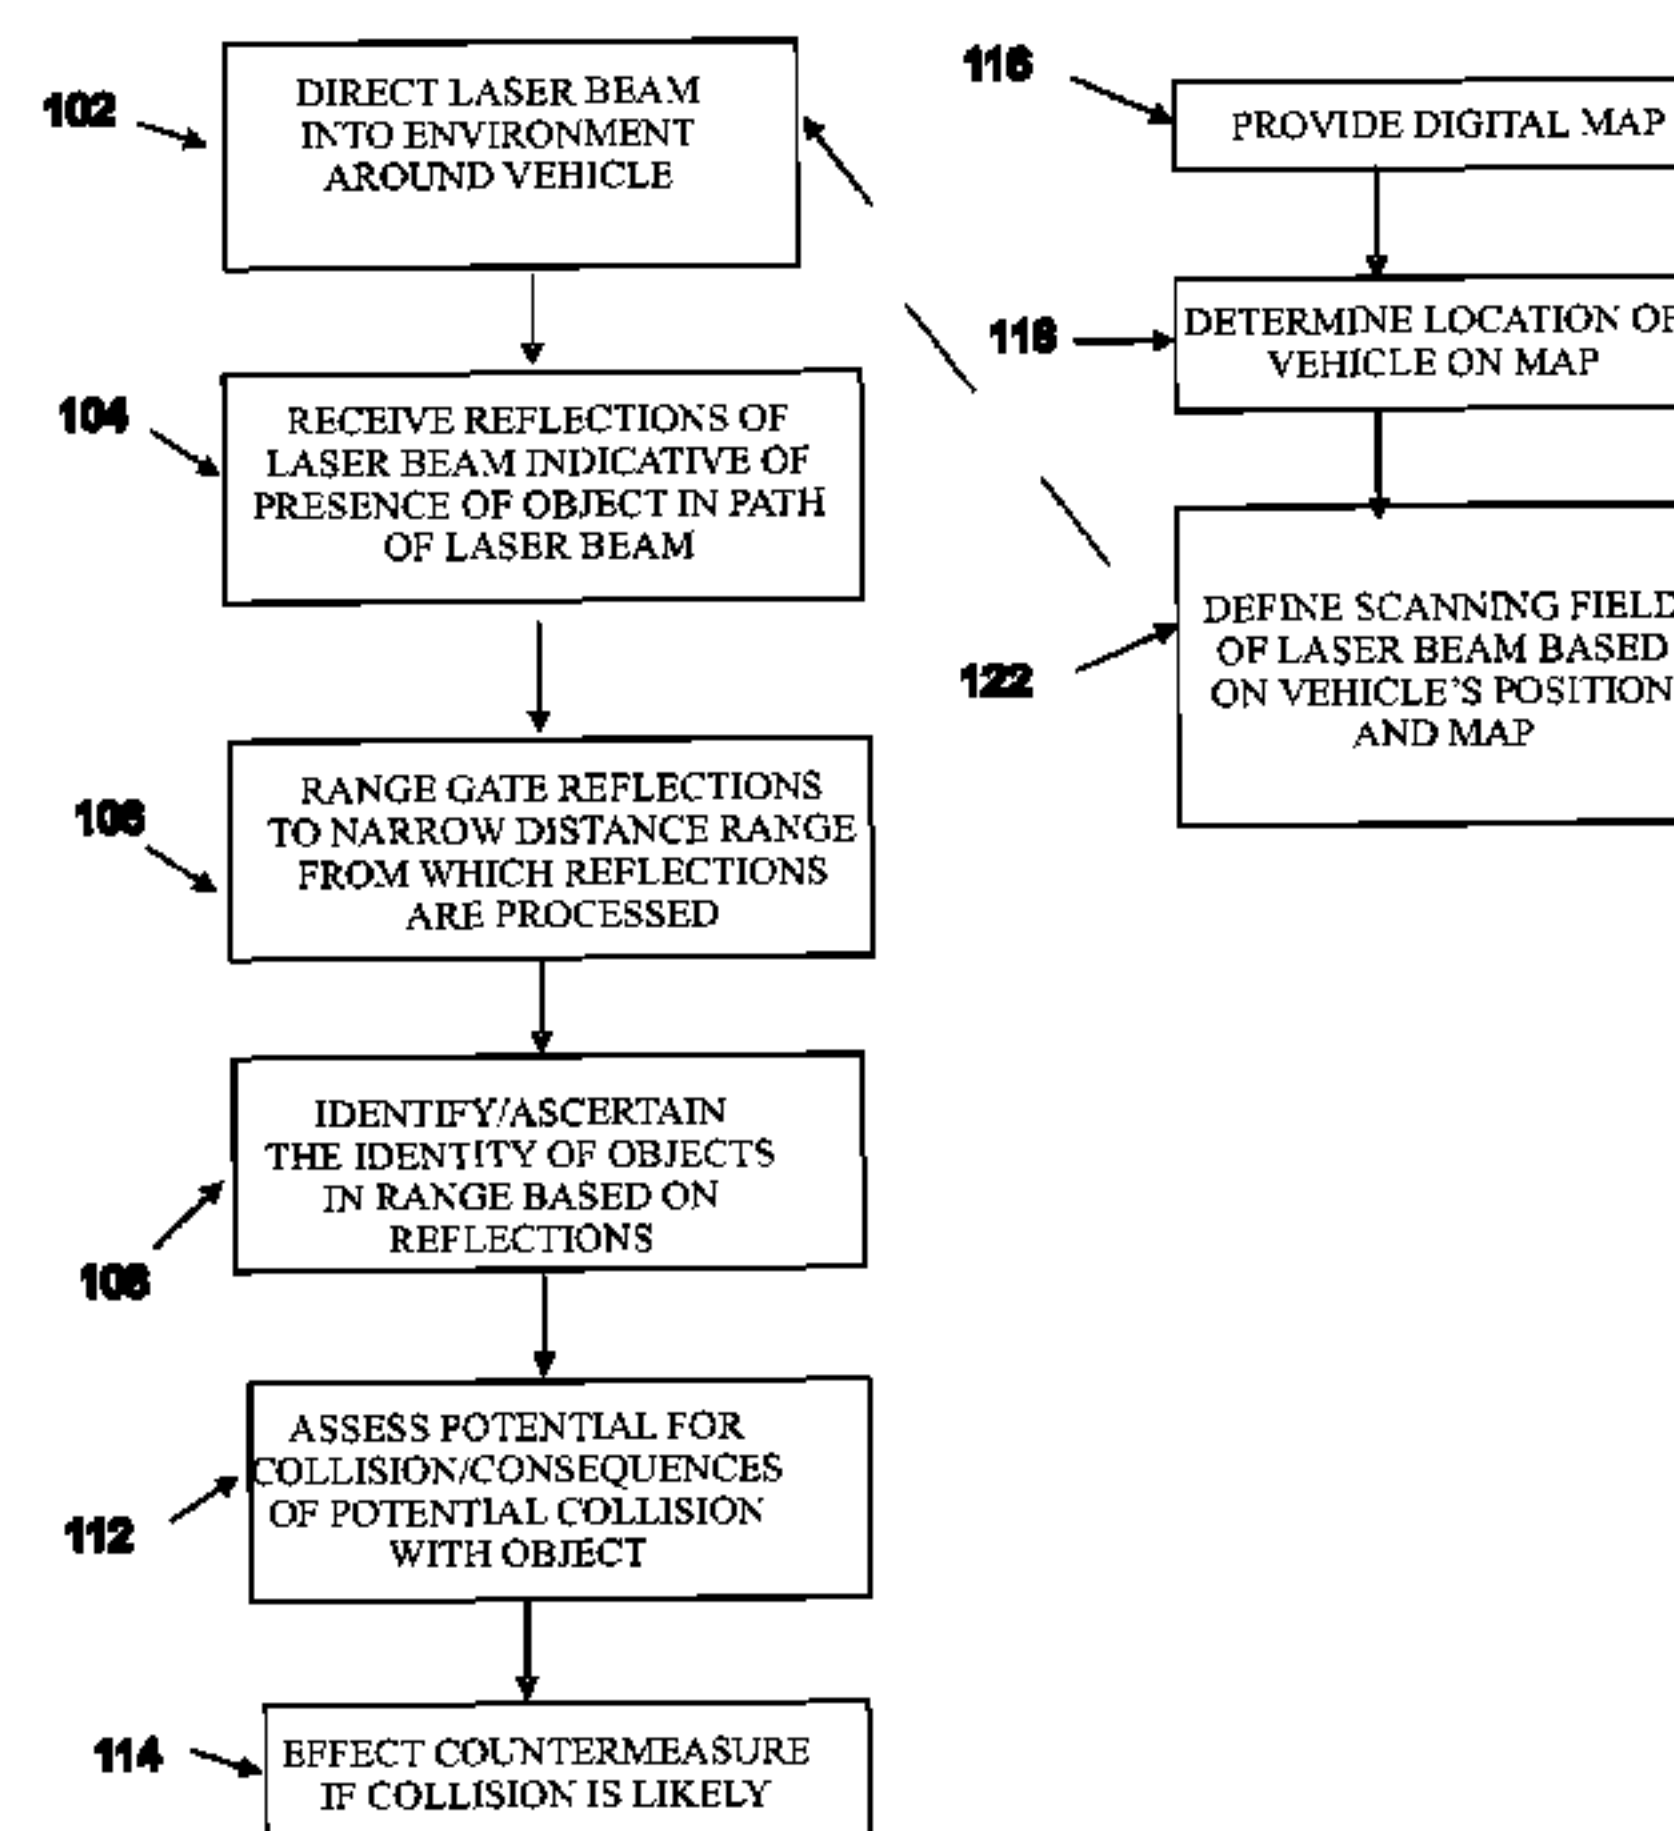 102
DIRECT LASER BEAM
INTO ENVIRONMENT
AROUND VEHICLE
104
RECEIVE REFLECTIONS OF
LASER BEAM INDICATIVE OF
PRESENCE OF OBJECT IN PATH
OF LASER BEAM
RANGE GATE REFLECTIONS
TO NARROW DISTANCE RANGE
FROM WHICH REFLECTIONS
ARE PROCESSED
IDENTIFY/ASCERTAIN
THE IDENTITY OF OBJECTS
IN RANGE BASED ON
REFLECTIONS
112
ASSESS POTENTIAL FOR
COLLISION/CONSEQUENCES
OF POTENTIAL COLLISION
WITH OBJECT
114
EFFECT COUNTERMEASURE
IF COLLISION IS LIKELY
PROVIDE DIGITAL MAP
DETERMINE LOCATION OF
VEHICLE ON MAP
122
DEFINE SCANNING FIELD
OF LASER BEAM BASED
ON VEHICLE'S POSITION
AND MAP